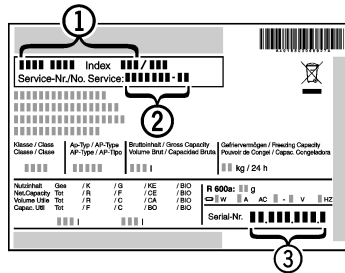 1
Index /
Service-Nr./No. Service: -
2
Klasse / Class
Classe / Clase
Ap-Typ / AP-Type
AP-Type / AP-Tipo
Bruttoinhalt / Gross Capacity
Volume Brut / Capacidad Bruta
Gefriervermögen / Freezing Capacity
Pouvoir de Congel / Capac. Congeladora
l
kg / 24 h
Nutzinhalt Ges / K / G / KE / BIO
Net.Capacity Tot / R / F / CE / BIO
Volume Utile Tot / R / C / CA / BIO
Capac. Util Tot / F / C / BO / BIO
l l
R 600a: g
W A AC - V HZ
Serial-Nr. . . .
3